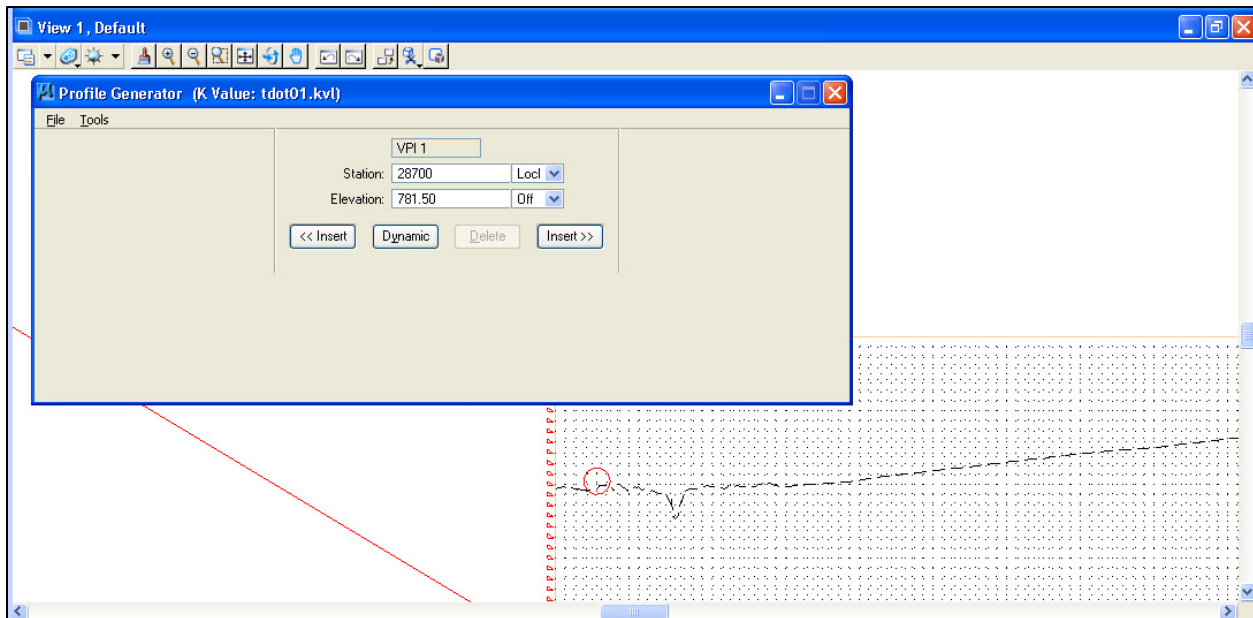 View 1, Default
Profile Generator (K Value: tdot01.kvl)
File Tools
VPI 1
Station: 28700 Locl
Elevation: 781.50 Off
<< Insert Dynamic Delete Insert >>